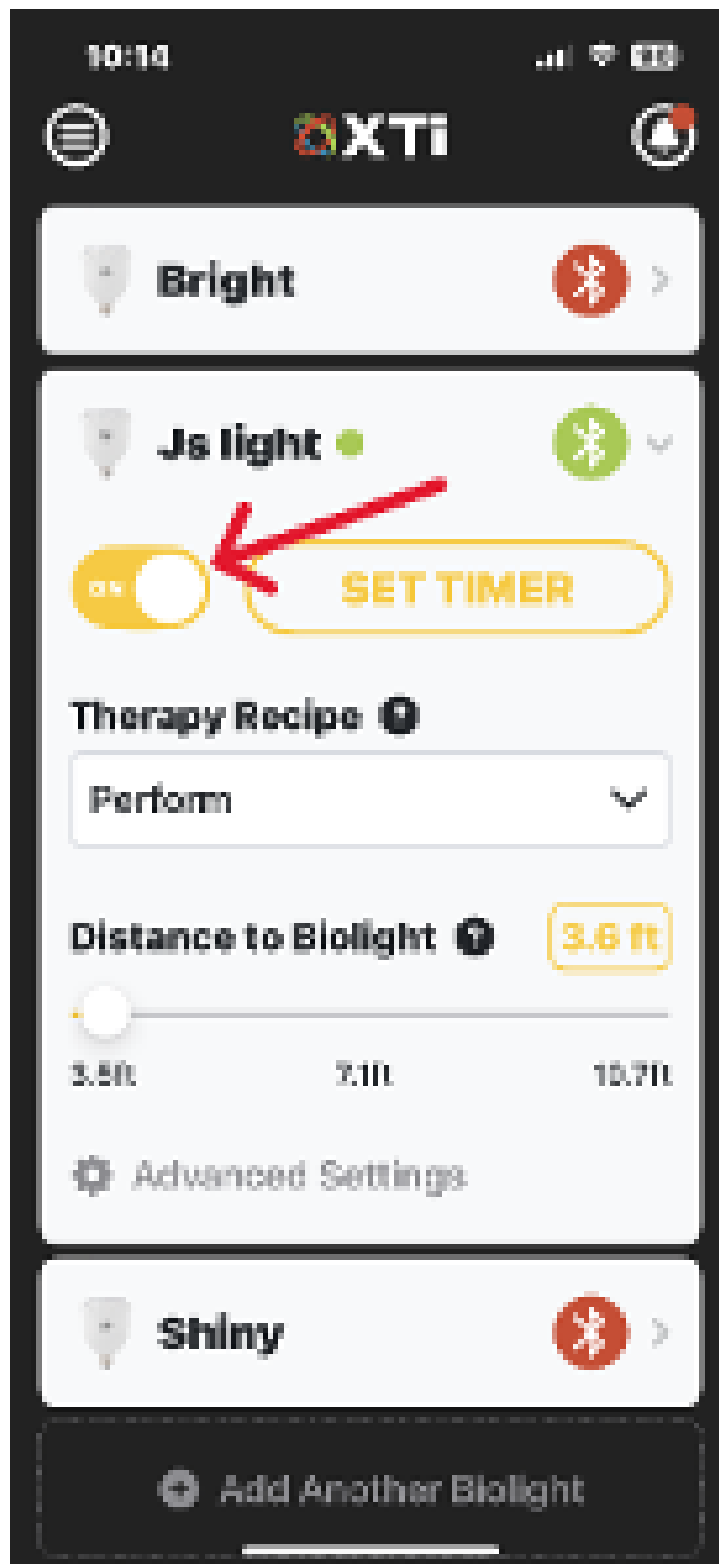 10:14
XTi
Bright
Js light
ON
SET TIMER
Therapy Recipe ?
Perform
Distance to Biolight ?
3.6 ft
7.1ft
10.7ft
Advanced Settings
Shiny
Add Another Biolight